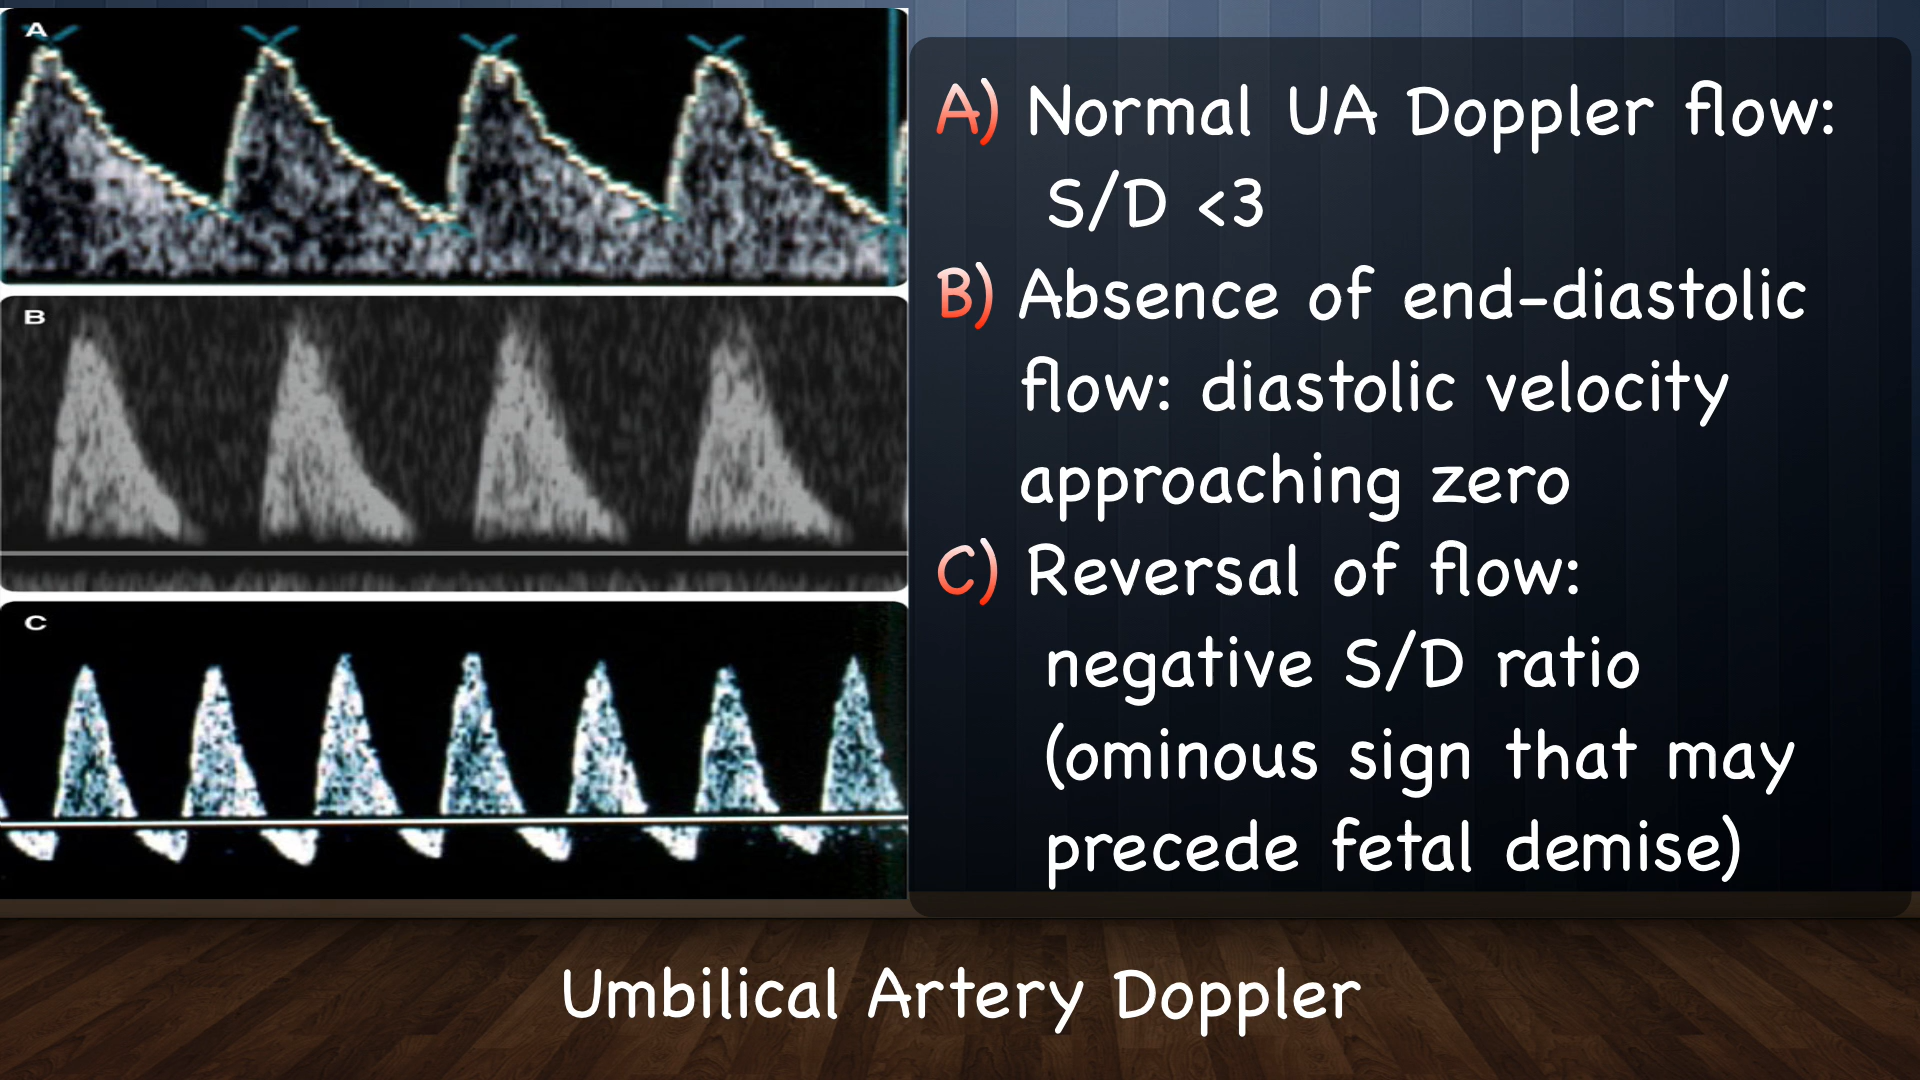 A
B
C
A) Normal UA Doppler flow:
S/D <3
B) Absence of end-diastolic
flow: diastolic velocity
approaching zero
C) Reversal of flow:
negative S/D ratio
(ominous sign that may
precede fetal demise)
Umbilical Artery Doppler